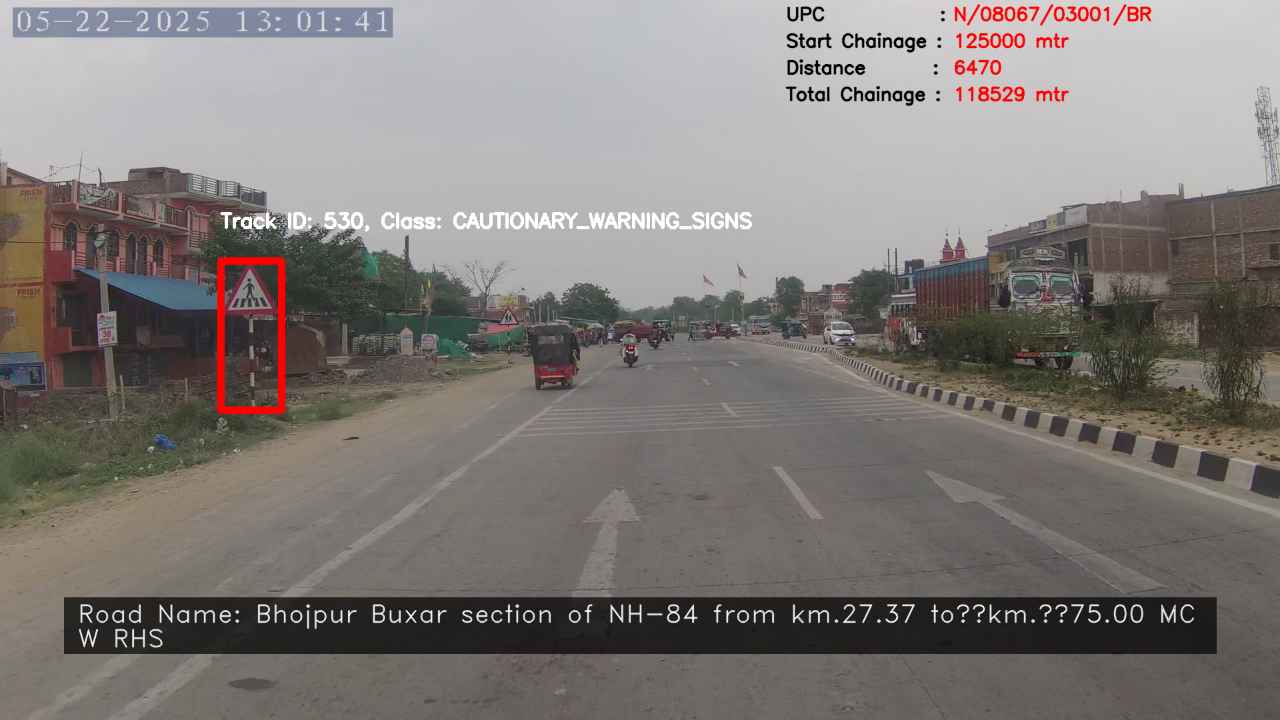 05-22-2025 13:01:41
UPC : N/08067/03001/BR
Start Chainage : 125000 mtr
Distance : 6470
Total Chainage : 118529 mtr
Track ID: 530, Class: CAUTIONARY_WARNING_SIGNS
Road Name: Bhojpur Buxar section of NH-84 from km.27.37 to??km.??75.00 MC
W RHS